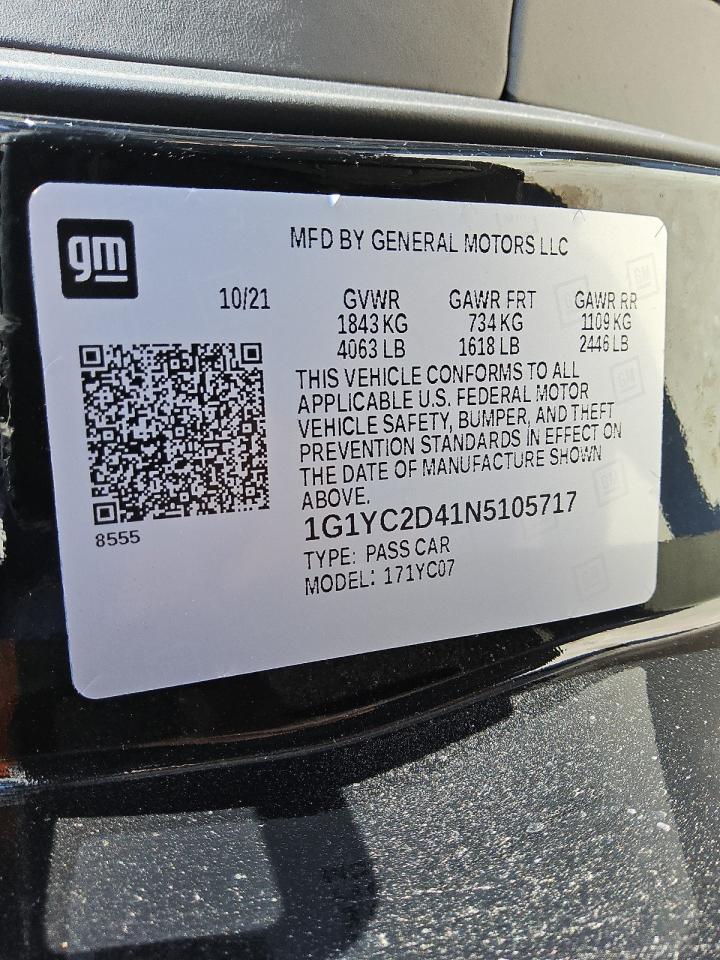 gm
MFD BY GENERAL MOTORS LLC
10/21 GVWR GAWR FRT GAWR RR
1843 KG 734 KG 1109 KG
4063 LB 1618 LB 2446 LB
THIS VEHICLE CONFORMS TO ALL
APPLICABLE U.S. FEDERAL MOTOR
VEHICLE SAFETY, BUMPER, AND THEFT
PREVENTION STANDARDS IN EFFECT ON
THE DATE OF MANUFACTURE SHOWN
ABOVE.
8555
1G1YC2D41N5105717
TYPE: PASS CAR
MODEL: 171YC07